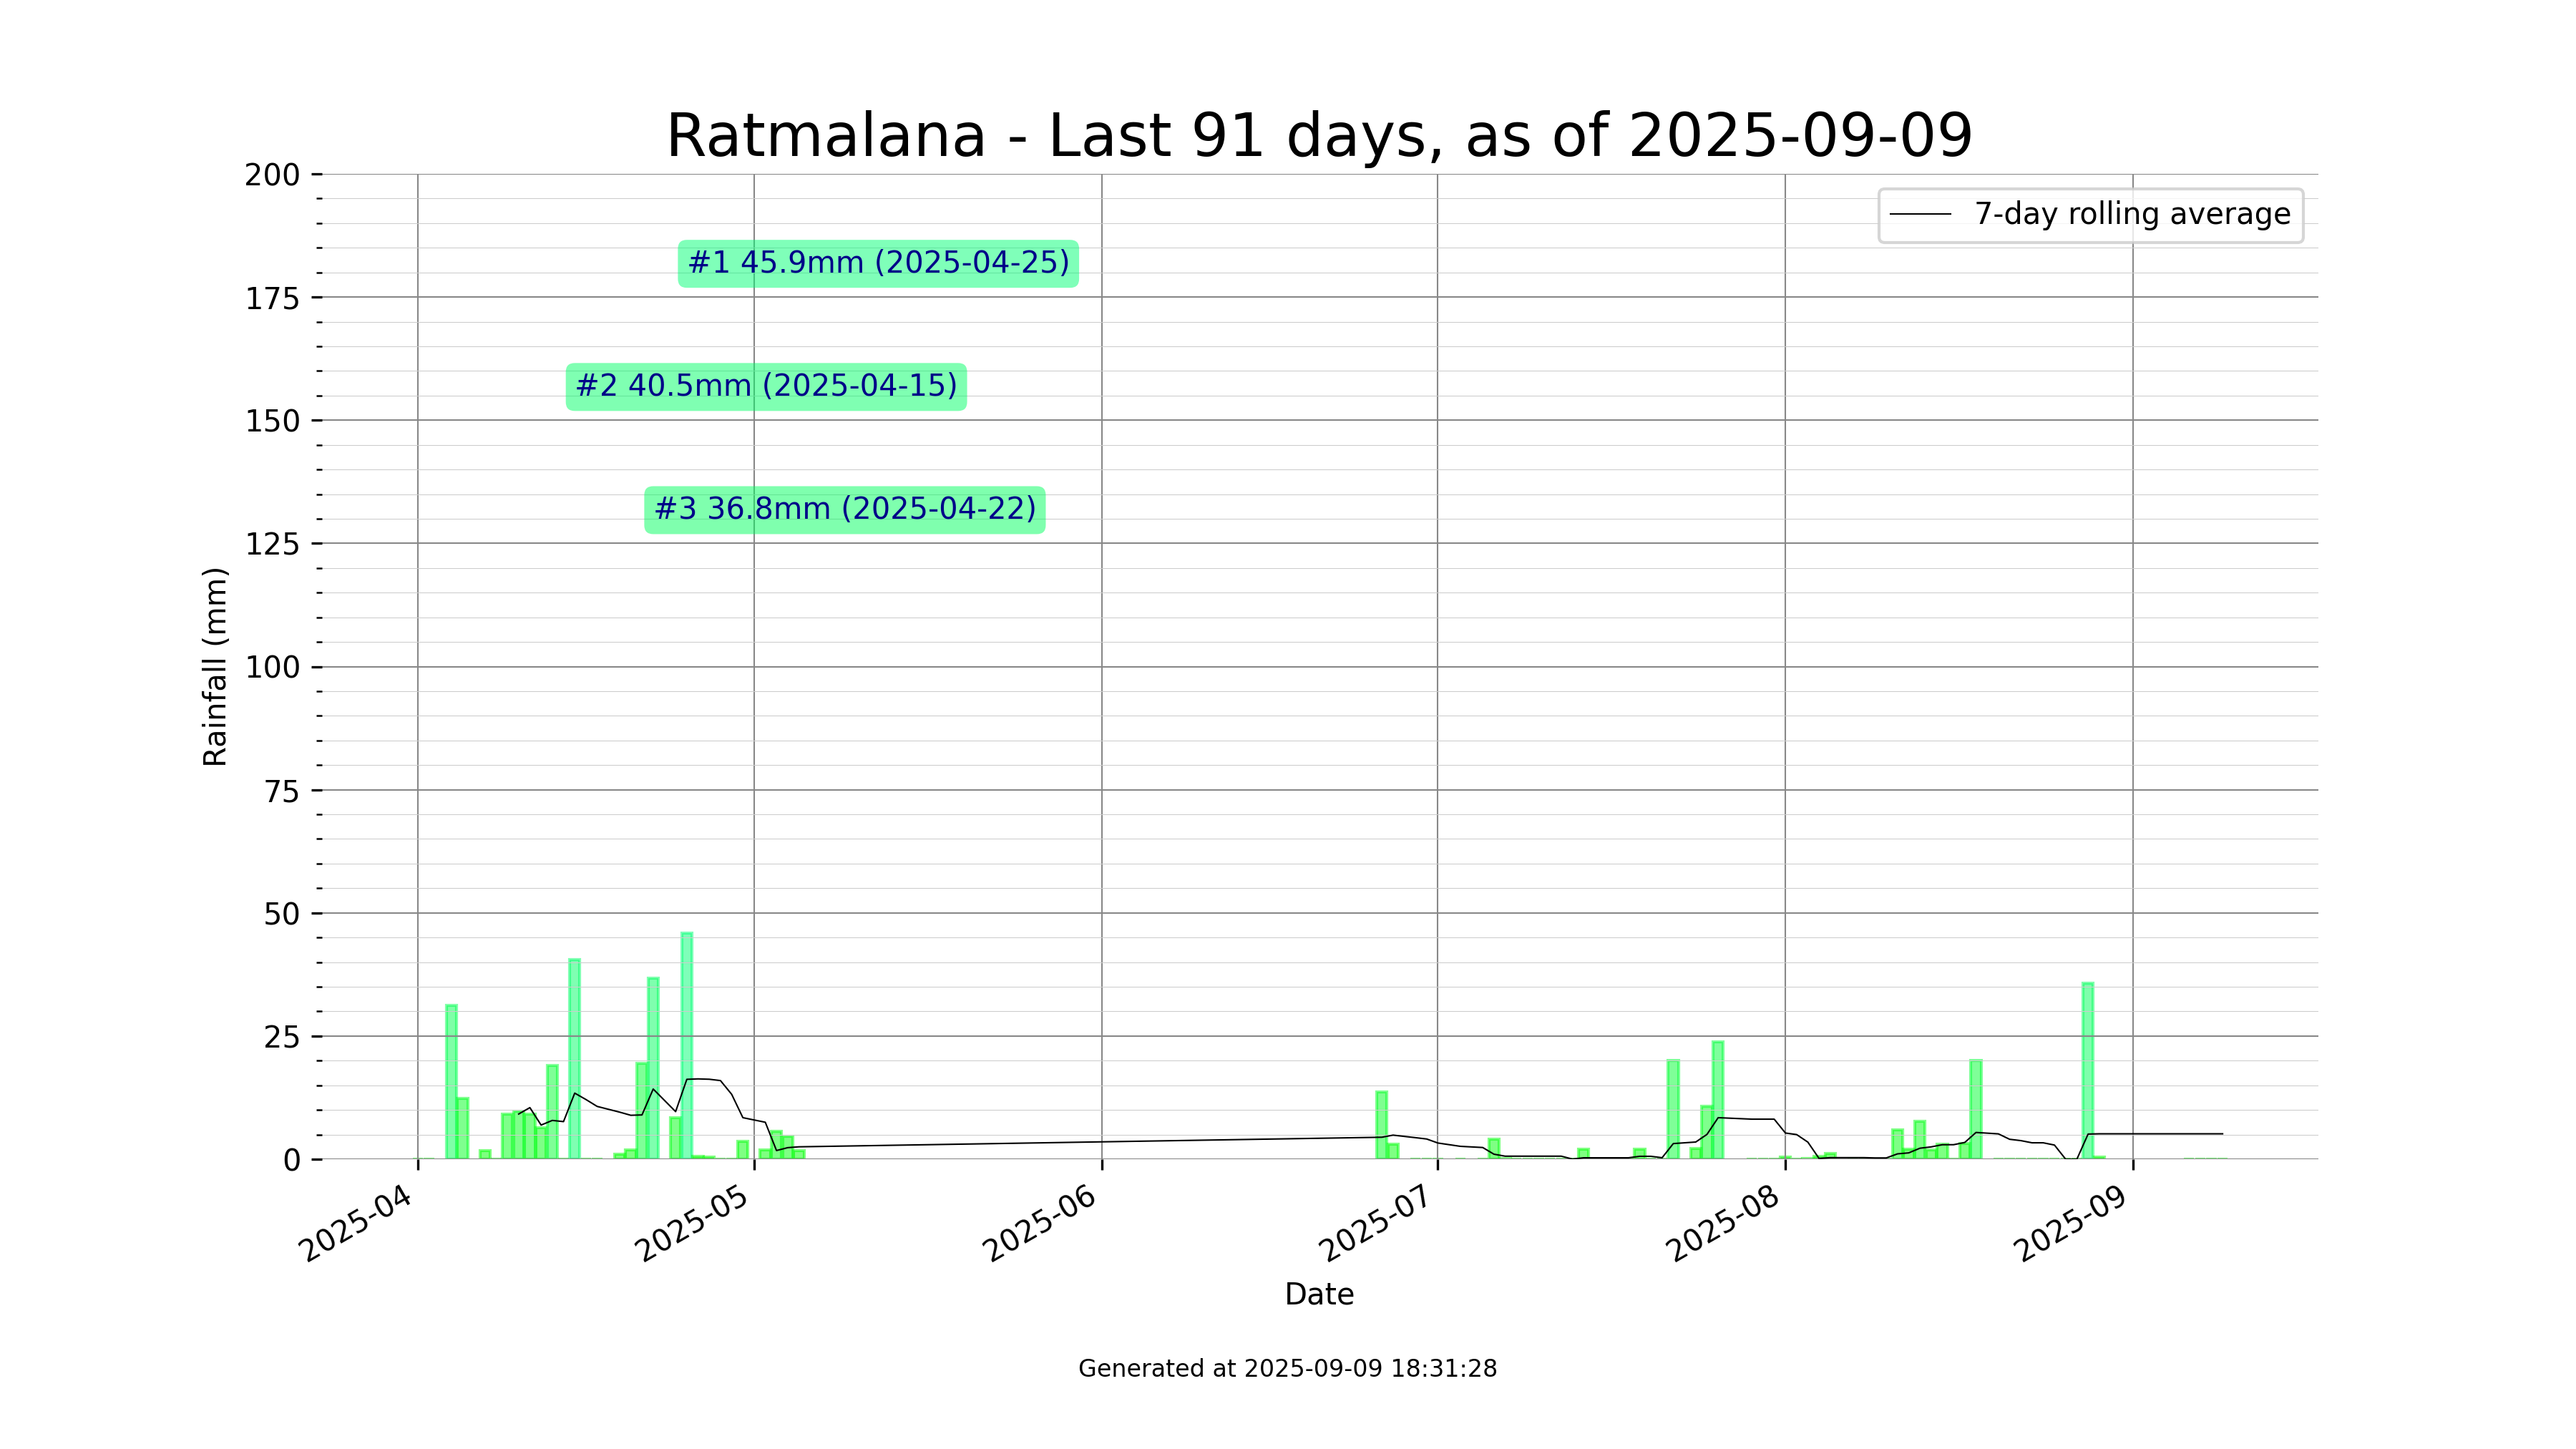 Ratmalana - Last 91 days, as of 2025-09-09
7-day rolling average
#1 45.9mm (2025-04-25)
#2 40.5mm (2025-04-15)
#3 36.8mm (2025-04-22)
Rainfall (mm)
200
175
150
125
100
75
50
25
0
2025-04
2025-05
2025-06
2025-07
2025-08
2025-09
Date
Generated at 2025-09-09 18:31:28